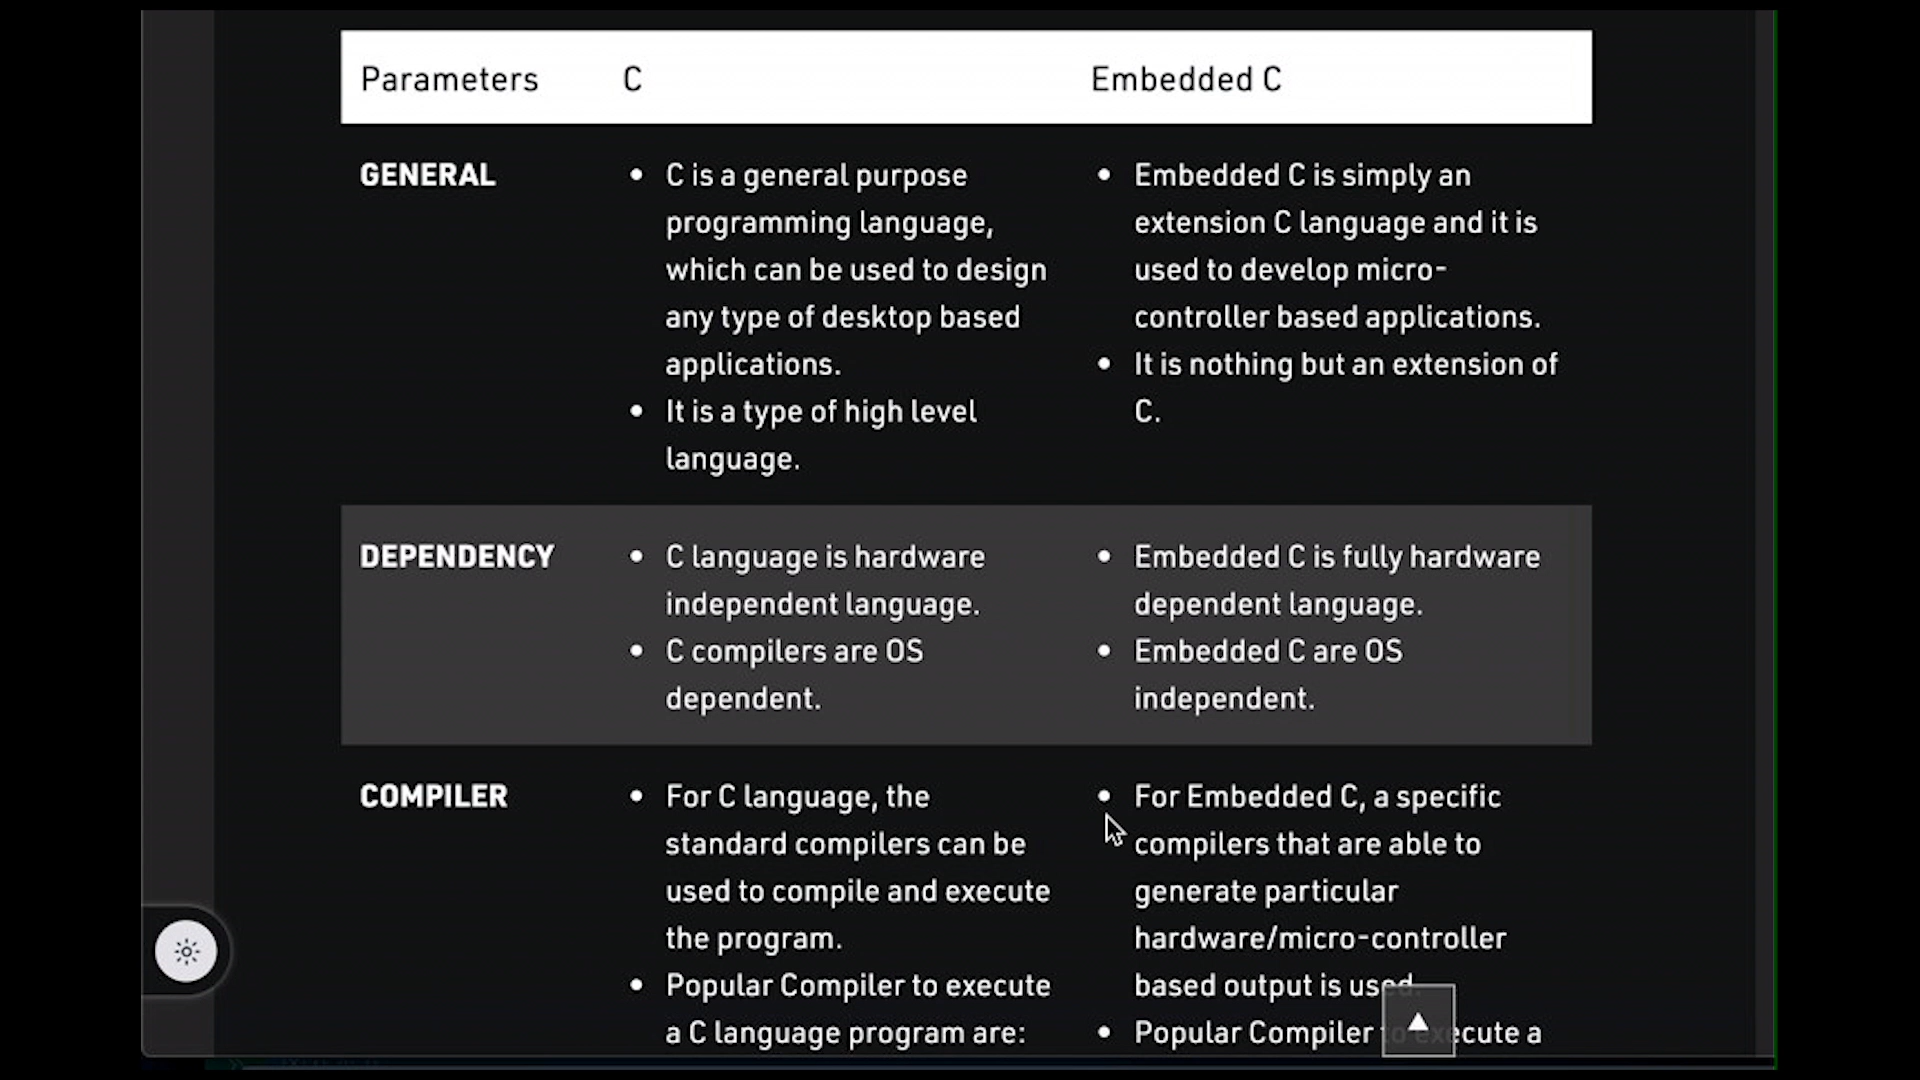 Parameters C Embedded C
GENERAL
• C is a general purpose
programming language,
which can be used to design
any type of desktop based
applications.
• It is a type of high level
language.
• Embedded C is simply an
extension C language and it is
used to develop micro-
controller based applications.
• It is nothing but an extension of
C.
DEPENDENCY
• C language is hardware
independent language.
• C compilers are OS
dependent.
• Embedded C is fully hardware
dependent language.
• Embedded C are OS
independent.
COMPILER
• For C language, the
standard compilers can be
used to compile and execute
the program.
• Popular Compiler to execute
a C language program are:
• For Embedded C, a specific
compilers that are able to
generate particular
hardware/micro-controller
based output is used.
• Popular Compiler to execute a